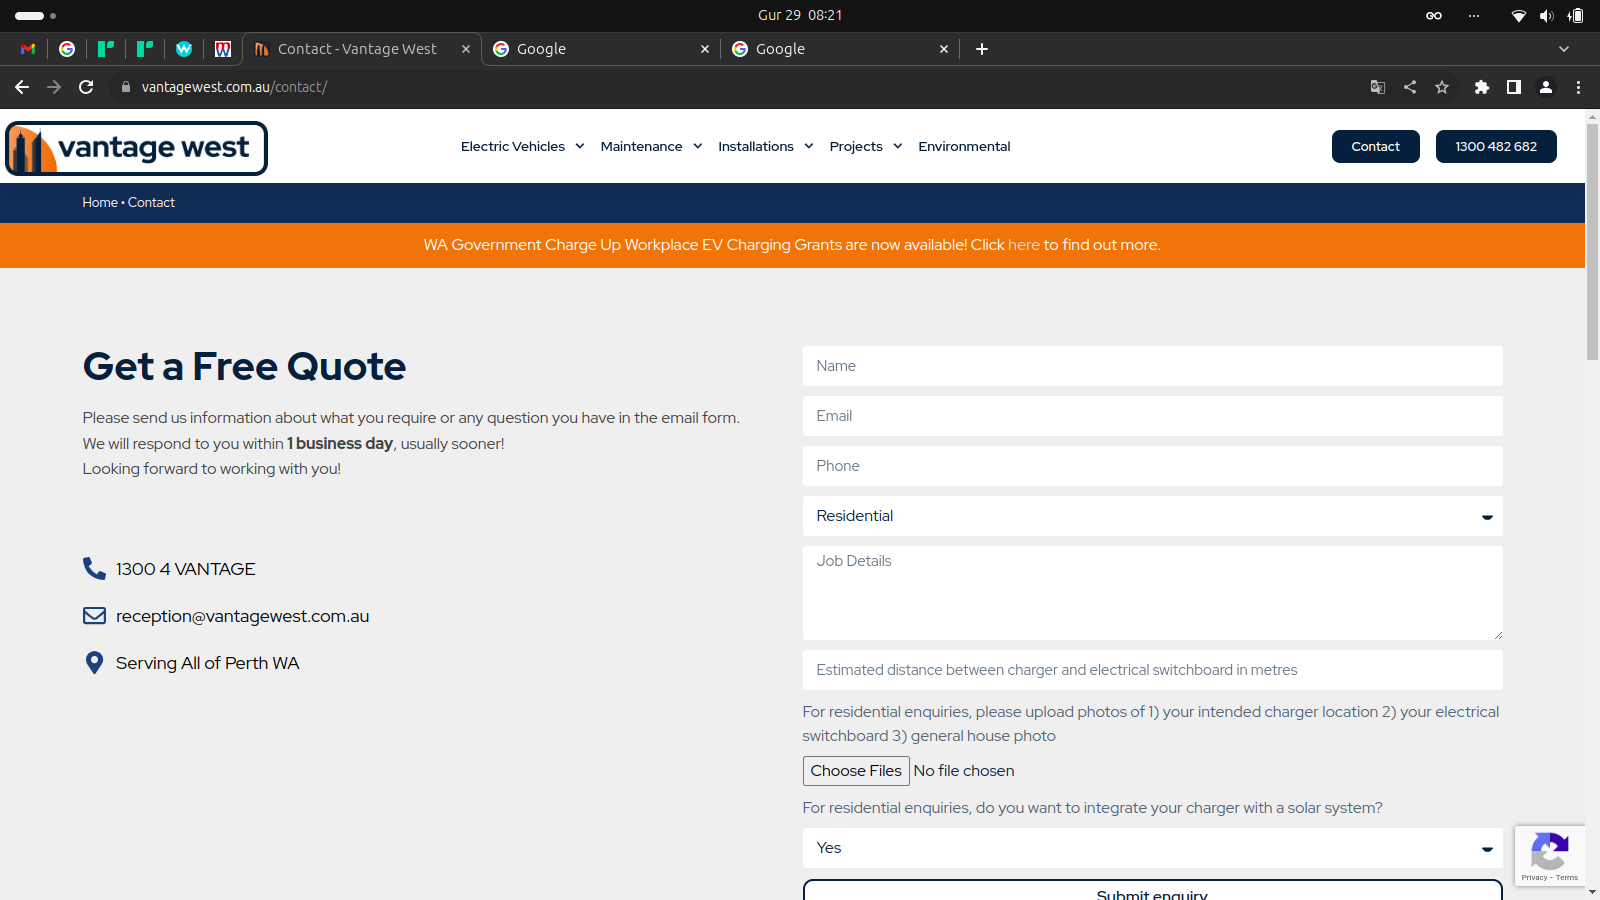 Gur 29 08:21
Contact - Vantage West
Google
Google
vantagewest.com.au/contact/
vantage west
Electric Vehicles
Maintenance
Installations
Projects
Environmental
Contact
1300 482 682
Home • Contact
WA Government Charge Up Workplace EV Charging Grants are now available! Click here to find out more.
Get a Free Quote
Please send us information about what you require or any question you have in the email form.
We will respond to you within 1 business day, usually sooner!
Looking forward to working with you!
1300 4 VANTAGE
reception@vantagewest.com.au
Serving All of Perth WA
Name
Email
Phone
Residential
Job Details
Estimated distance between charger and electrical switchboard in metres
For residential enquiries, please upload photos of 1) your intended charger location 2) your electrical
switchboard 3) general house photo
Choose Files No file chosen
For residential enquiries, do you want to integrate your charger with a solar system?
Yes
Submit enquiry
Privacy - Terms